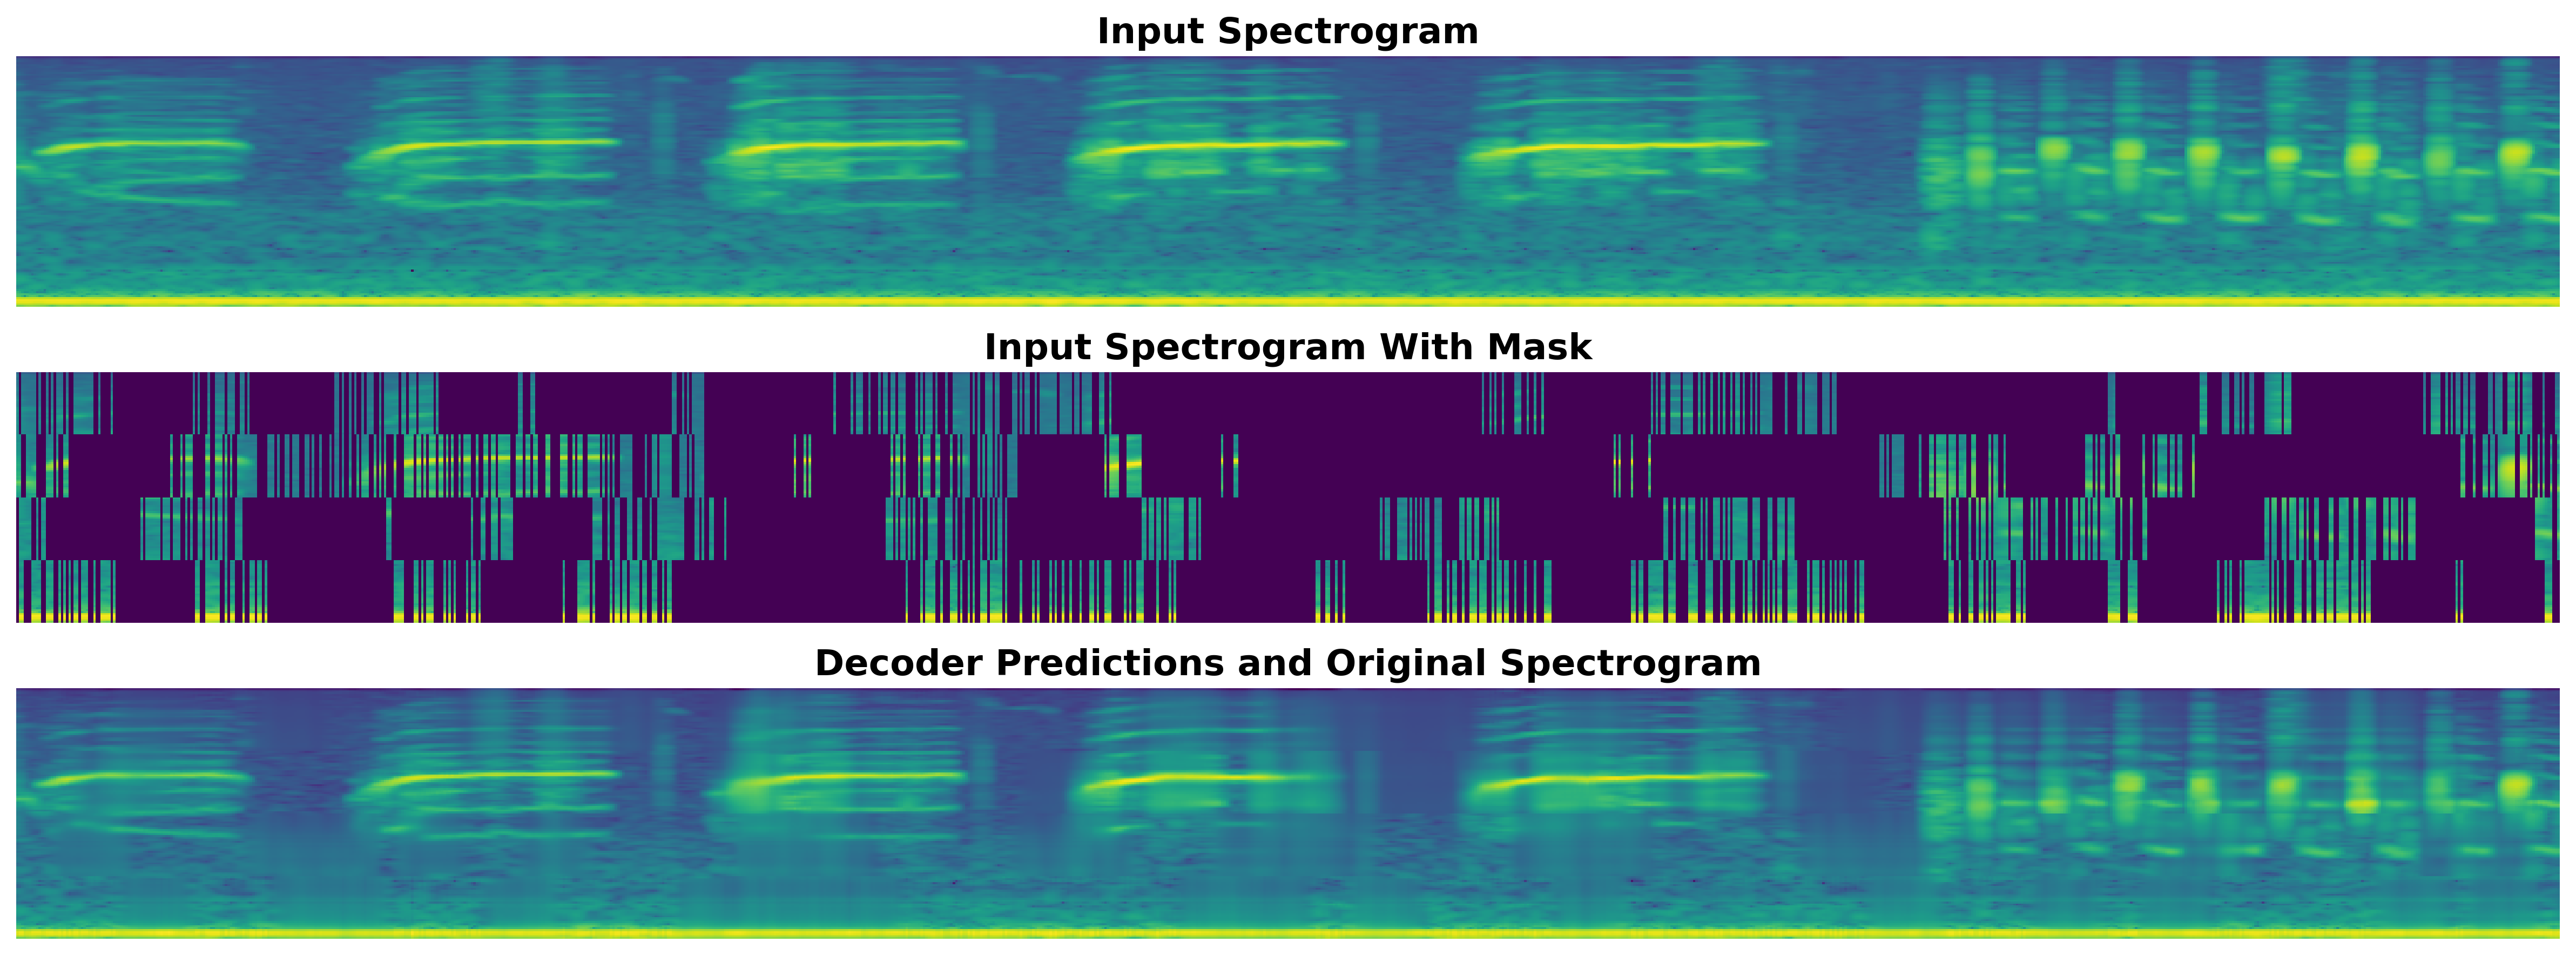 Input Spectrogram
Input Spectrogram With Mask
Decoder Predictions and Original Spectrogram